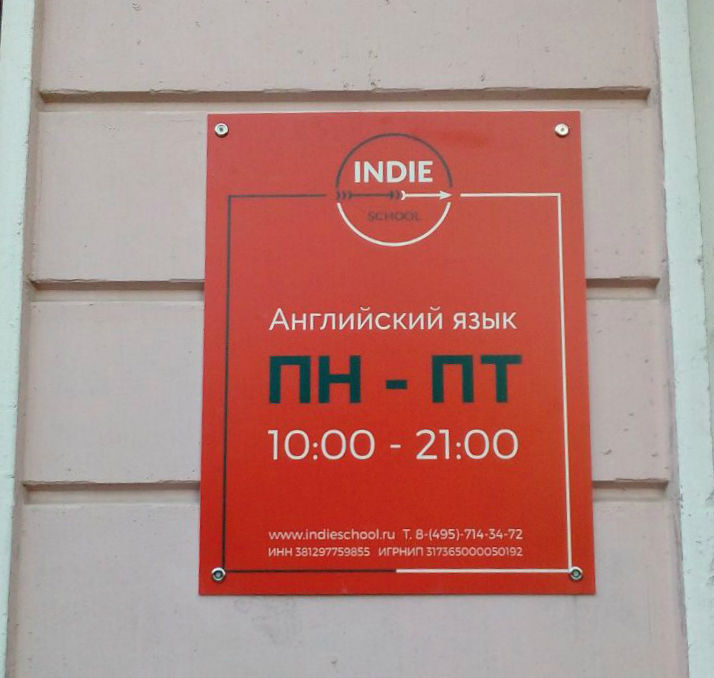 INDIE
SCHOOL
Английский язык
ПН - ПТ
10:00 - 21:00
www.indieschool.ru Т. 8-(495)-714-34-72
ИНН 381297759855 ИГРНИП 317365000050192